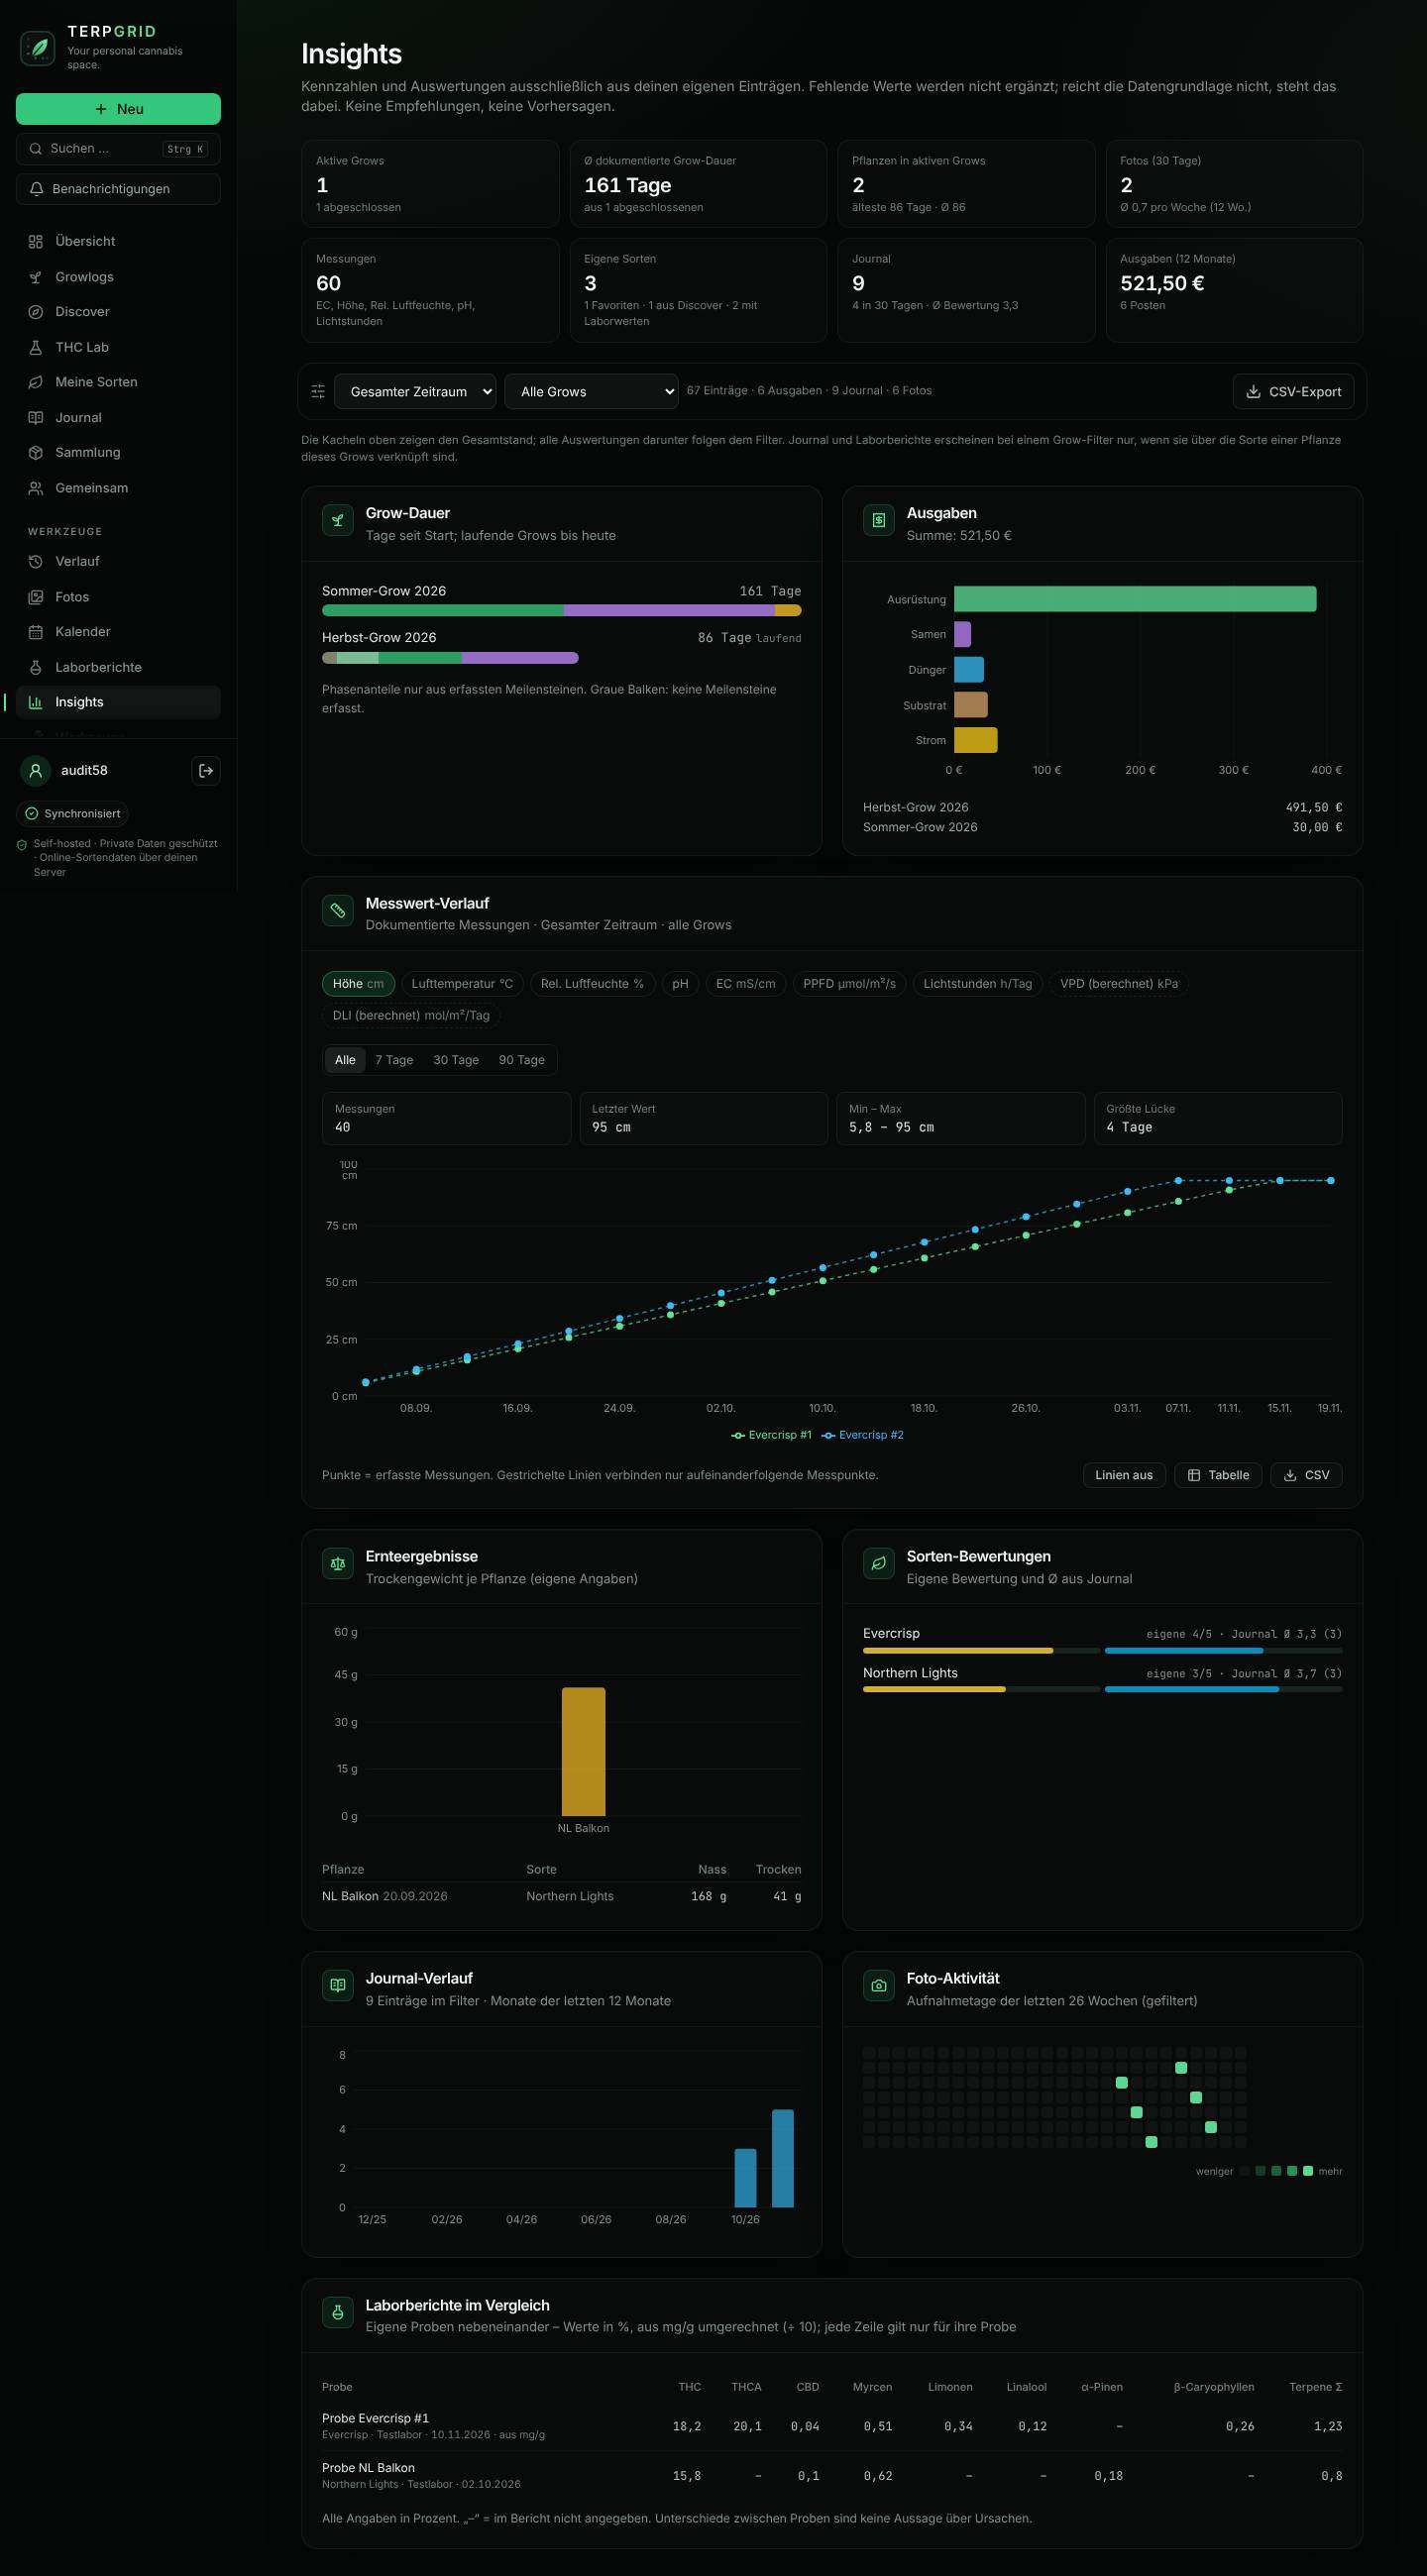 TERPGRID
Your personal cannabis
space.
Neu
Suchen ...
Strg K
Benachrichtigungen
Übersicht
Growlogs
Discover
THC Lab
Meine Sorten
Journal
Sammlung
Gemeinsam
WERKZEUGE
Verlauf
Fotos
Kalender
Laborberichte
Insights
audit58
Synchronisiert
Self-hosted · Private Daten geschützt
· Online-Sortendaten über deinen
Server
Insights
Kennzahlen und Auswertungen ausschließlich aus deinen eigenen Einträgen. Fehlende Werte werden nicht ergänzt; reicht die Datengrundlage nicht, steht das
dabei. Keine Empfehlungen, keine Vorhersagen.
Aktive Grows
1
1 abgeschlossen
Ø dokumentierte Grow-Dauer
161 Tage
aus 1 abgeschlossenen
Pflanzen in aktiven Grows
2
älteste 86 Tage · Ø 86
Fotos (30 Tage)
2
Ø 0,7 pro Woche (12 Wo.)
Messungen
60
EC, Höhe, Rel. Luftfeuchte, pH,
Lichtstunden
Eigene Sorten
3
1 Favoriten · 1 aus Discover · 2 mit
Laborwerten
Journal
9
4 in 30 Tagen · Ø Bewertung 3,3
Ausgaben (12 Monate)
521,50 €
6 Posten
Gesamter Zeitraum
Alle Grows
67 Einträge · 6 Ausgaben · 9 Journal · 6 Fotos
CSV-Export
Die Kacheln oben zeigen den Gesamtstand; alle Auswertungen darunter folgen dem Filter. Journal und Laborberichte erscheinen bei einem Grow-Filter nur, wenn sie über die Sorte einer Pflanze
dieses Grows verknüpft sind.
Grow-Dauer
Tage seit Start; laufende Grows bis heute
Sommer-Grow 2026 161 Tage
Herbst-Grow 2026 86 Tage laufend
Phasenanteile nur aus erfassten Meilensteinen. Graue Balken: keine Meilensteine
erfasst.
Ausgaben
Summe: 521,50 €
Ausrüstung
Samen
Dünger
Substrat
Strom
0 € 100 € 200 € 300 € 400 €
Herbst-Grow 2026 491,50 €
Sommer-Grow 2026 30,00 €
Messwert-Verlauf
Dokumentierte Messungen · Gesamter Zeitraum · alle Grows
Höhe cm Lufttemperatur °C Rel. Luftfeuchte % pH EC mS/cm PPFD µmol/m²/s Lichtstunden h/Tag VPD (berechnet) kPa
DLI (berechnet) mol/m²/Tag
Alle 7 Tage 30 Tage 90 Tage
Messungen
40
Letzter Wert
95 cm
Min – Max
5,8 – 95 cm
Größte Lücke
4 Tage
100
cm
75 cm
50 cm
25 cm
0 cm
08.09. 16.09. 24.09. 02.10. 10.10. 18.10. 26.10. 03.11. 07.11. 11.11. 15.11. 19.11.
Evercrisp #1 Evercrisp #2
Punkte = erfasste Messungen. Gestrichelte Linien verbinden nur aufeinanderfolgende Messpunkte.
Linien aus
Tabelle
CSV
Ernteergebnisse
Trockengewicht je Pflanze (eigene Angaben)
60 g
45 g
30 g
15 g
0 g
NL Balkon
Pflanze Sorte Nass Trocken
NL Balkon 20.09.2026 Northern Lights 168 g 41 g
Sorten-Bewertungen
Eigene Bewertung und Ø aus Journal
Evercrisp eigene 4/5 · Journal Ø 3,3 (3)
Northern Lights eigene 3/5 · Journal Ø 3,7 (3)
Journal-Verlauf
9 Einträge im Filter · Monate der letzten 12 Monate
8
6
4
2
0
12/25 02/26 04/26 06/26 08/26 10/26
Foto-Aktivität
Aufnahmetage der letzten 26 Wochen (gefiltert)
weniger mehr
Laborberichte im Vergleich
Eigene Proben nebeneinander – Werte in %, aus mg/g umgerechnet (÷ 10); jede Zeile gilt nur für ihre Probe
Probe THC THCA CBD Myrcen Limonen Linalool α-Pinen β-Caryophyllen Terpene Σ
Probe Evercrisp #1 18,2 20,1 0,04 0,51 0,34 0,12 – 0,26 1,23
Evercrisp · Testlabor · 10.11.2026 · aus mg/g
Probe NL Balkon 15,8 – 0,1 0,62 – – 0,18 – 0,8
Northern Lights · Testlabor · 02.10.2026
Alle Angaben in Prozent. „–“ = im Bericht nicht angegeben. Unterschiede zwischen Proben sind keine Aussage über Ursachen.